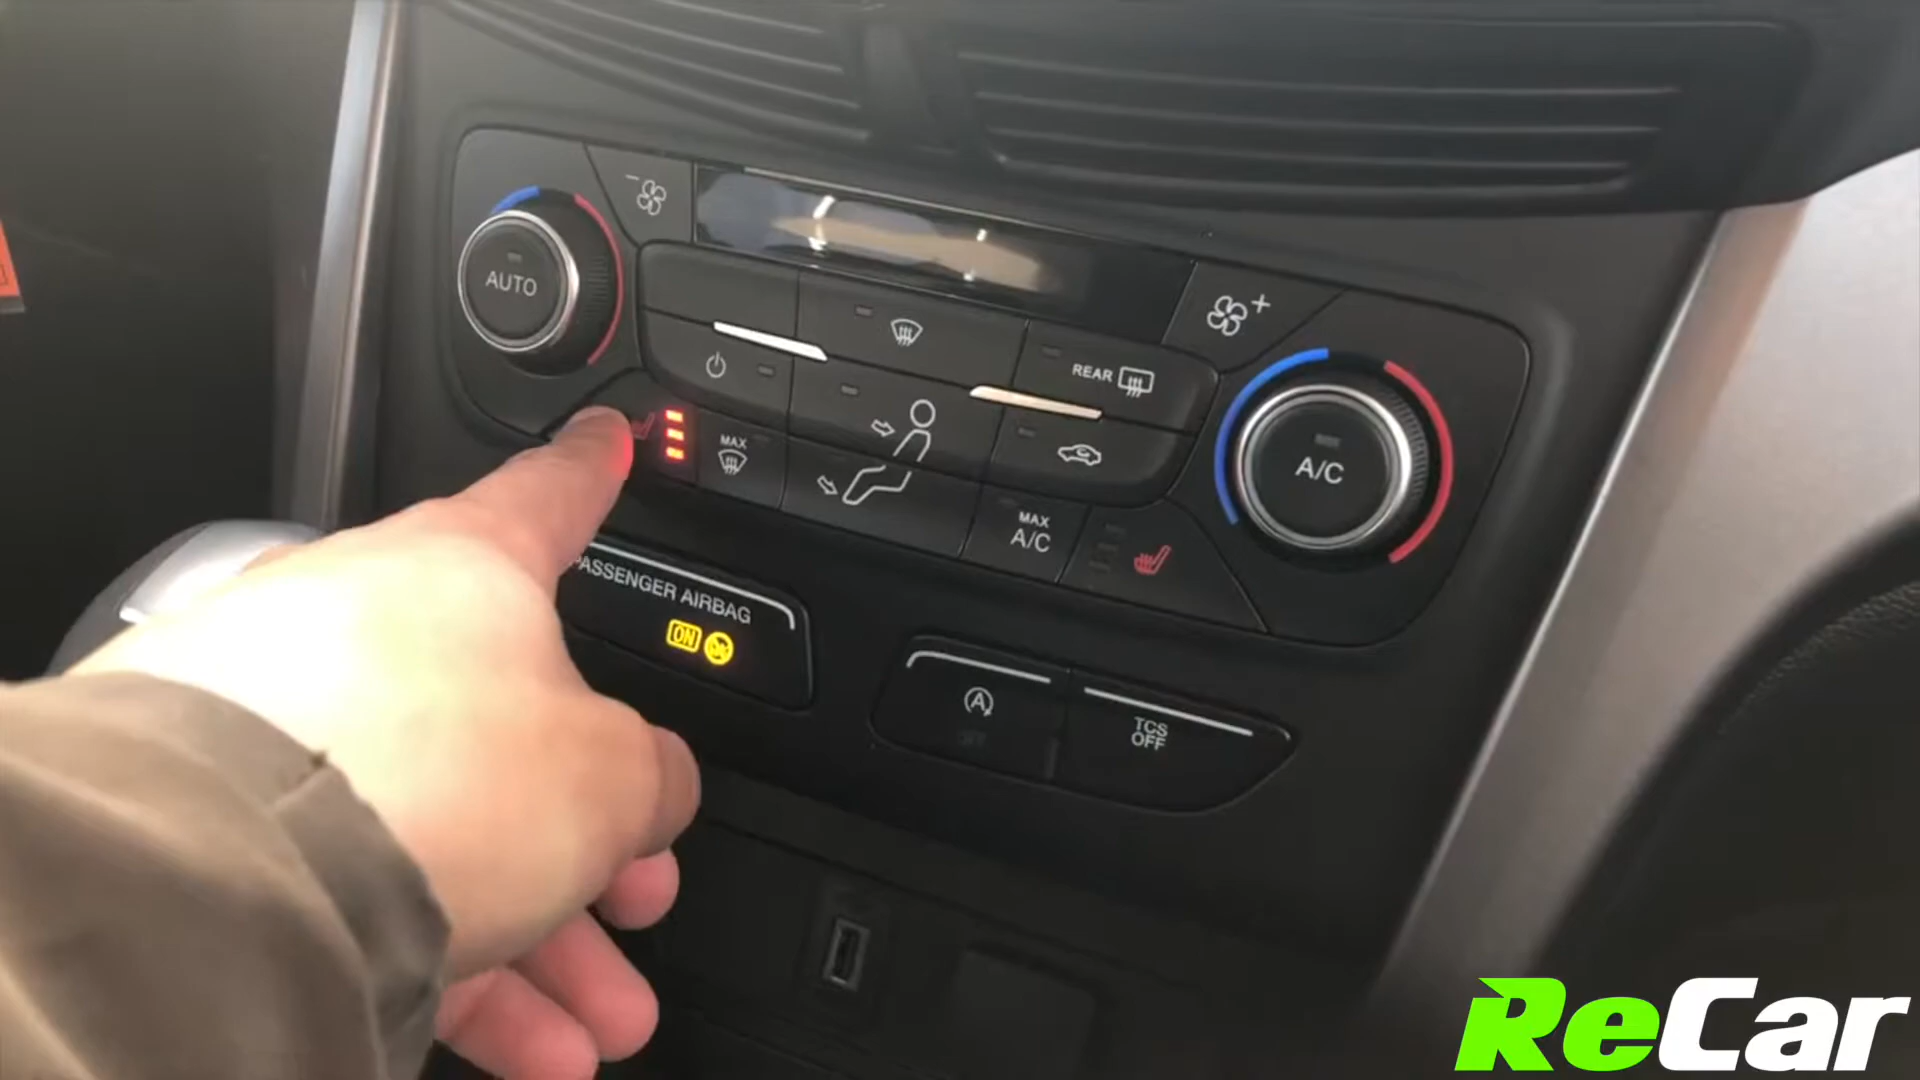 AUTO
REAR
MAX
A/C
MAX
A/C
PASSENGER AIRBAG
ON
A
TCS
OFF
ReCar